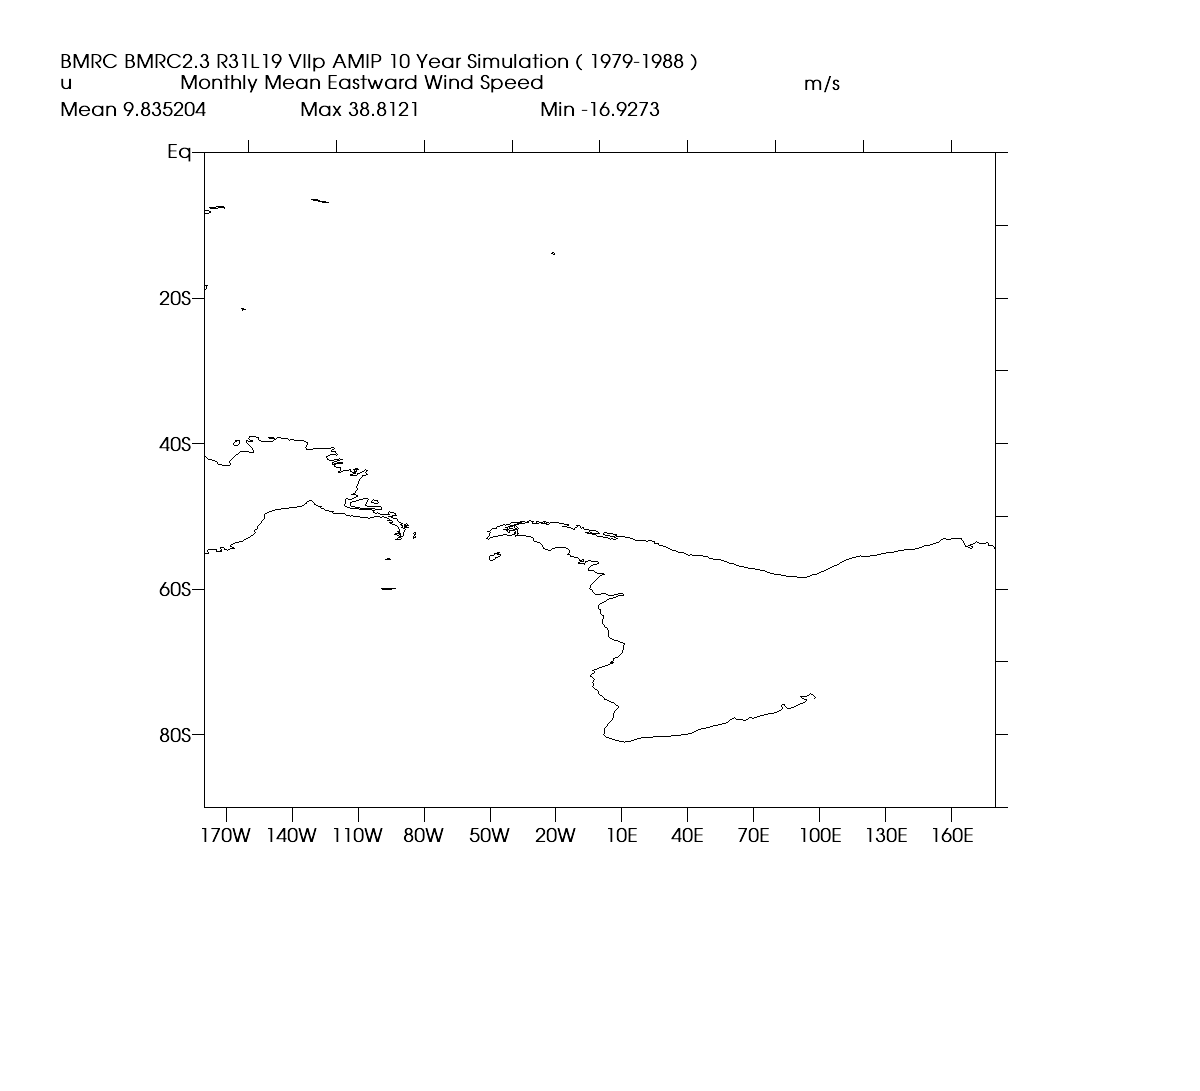 BMRC BMRC2.3 R31L19 VIIp AMIP 10 Year Simulation ( 1979-1988 )
u Monthly Mean Eastward Wind Speed m/s
Mean 9.835204 Max 38.8121 Min -16.9273
Eq
20S
40S
60S
80S
170W 140W 110W 80W 50W 20W 10E 40E 70E 100E 130E 160E